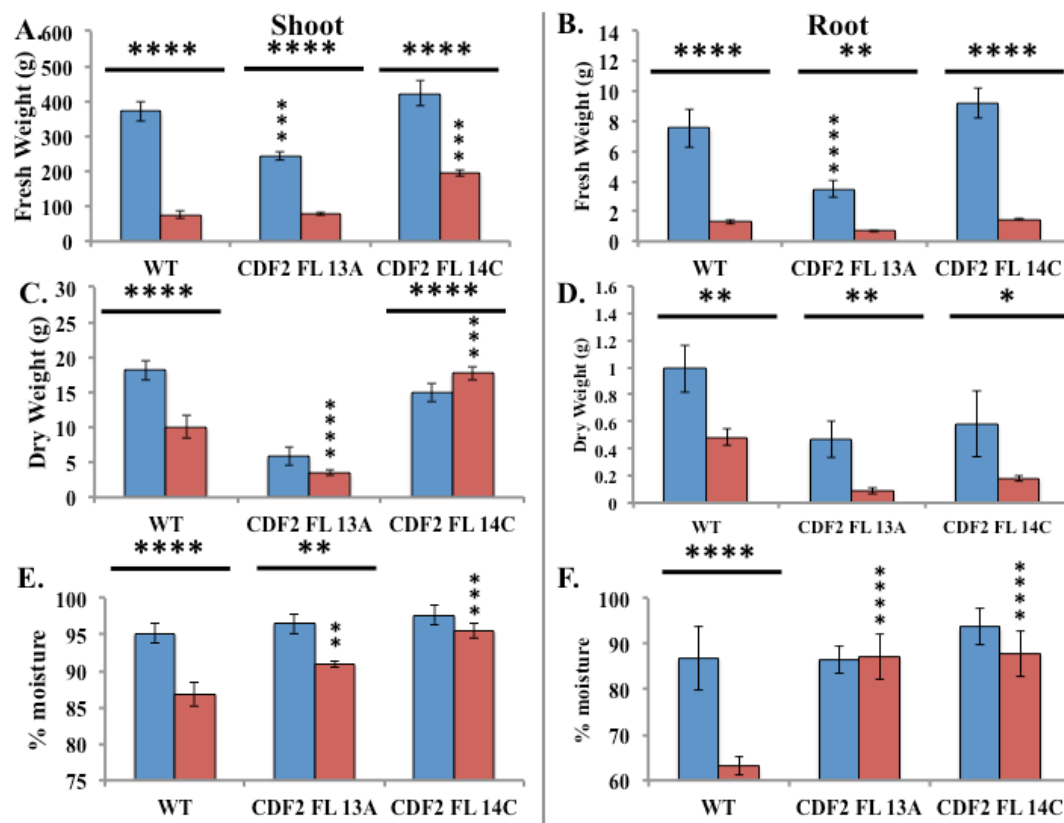 A. Shoot
Fresh Weight (g)
600
500
400
300
200
100
0
**** **** ****
***
***
WT CDF2 FL 13A CDF2 FL 14C
B. Root
Fresh Weight (g)
14
12
10
8
6
4
2
0
**** ** ****
****
WT CDF2 FL 13A CDF2 FL 14C
C.
Dry Weight (g)
30
25
20
15
10
5
0
**** ****
****
***
WT CDF2 FL 13A CDF2 FL 14C
D.
Dry Weight (g)
1.6
1.4
1.2
1
0.8
0.6
0.4
0.2
0
** ** *
WT CDF2 FL 13A CDF2 FL 14C
E.
% moisture
100
95
90
85
80
75
**** **
**
***
WT CDF2 FL 13A CDF2 FL 14C
F.
% moisture
100
90
80
70
60
****
****
****
WT CDF2 FL 13A CDF2 FL 14C